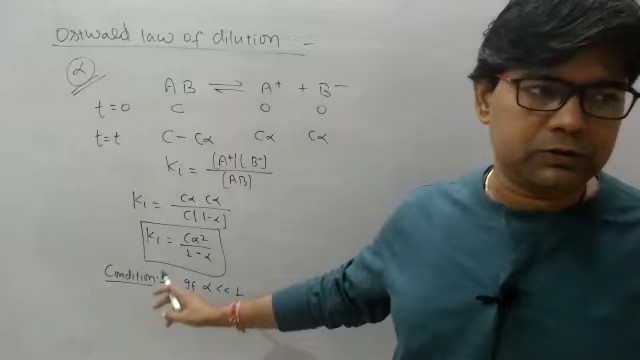 Ostwald law of dilution -
α
AB ⇌ A+ + B-
t=0 C 0 0
t=t C-Cα Cα Cα
Ki = [A+][B-] / [AB]
Ki = Cα.Cα / C[1-α]
Ki = Cα2 / 1-α
Condition: If α << 1